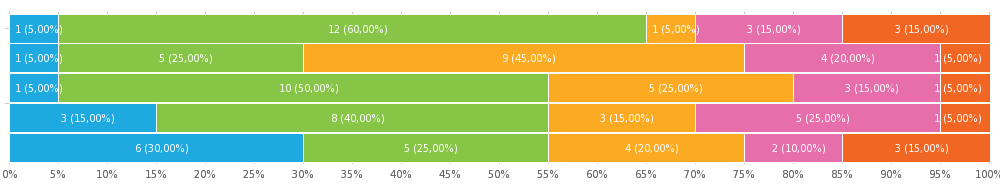 1 (5,00%) 12 (60,00%) 1 (5,00%) 3 (15,00%) 3 (15,00%)
1 (5,00%) 5 (25,00%) 9 (45,00%) 4 (20,00%) 1 (5,00%)
1 (5,00%) 10 (50,00%) 5 (25,00%) 3 (15,00%) 1 (5,00%)
3 (15,00%) 8 (40,00%) 3 (15,00%) 5 (25,00%) 1 (5,00%)
6 (30,00%) 5 (25,00%) 4 (20,00%) 2 (10,00%) 3 (15,00%)
0% 5% 10% 15% 20% 25% 30% 35% 40% 45% 50% 55% 60% 65% 70% 75% 80% 85% 90% 95% 100%